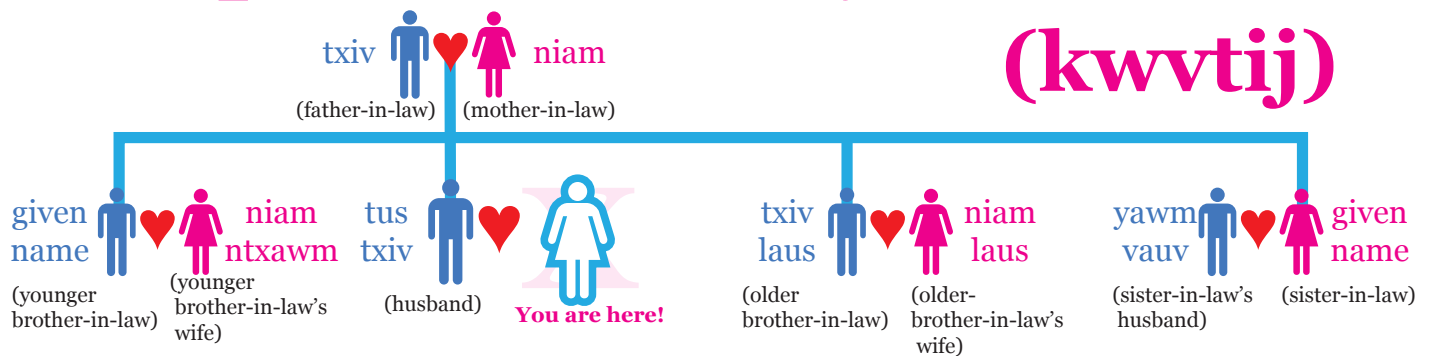 (kwvtij)
txiv
niam
(father-in-law)
(mother-in-law)
given
name
(younger
brother-in-law)
niam
ntxawm
(younger
brother-in-law's
wife)
tus
txiv
(husband)
You are here!
txiv
laus
(older
brother-in-law)
niam
laus
(older-
brother-in-law's
wife)
yawm
vauv
(sister-in-law's
husband)
given
name
(sister-in-law)